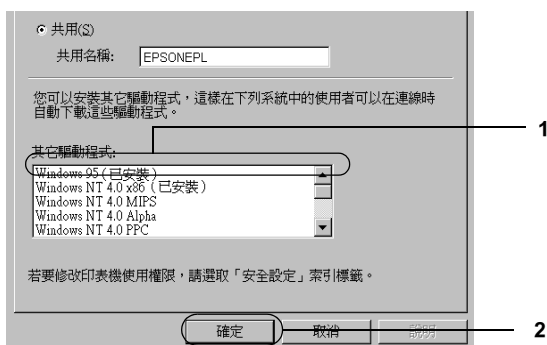 共用(S)
共用名稱: EPSONEPL
您可以安裝其它驅動程式，這樣在下列系統中的使用者可以在連線時
自動下載這些驅動程式。
1
其它驅動程式:
Windows 95 (已安裝)
Windows NT 4.0 x86 (已安裝)
Windows NT 4.0 MIPS
Windows NT 4.0 Alpha
Windows NT 4.0 PPC
若要修改印表機使用權限，請選取「安全設定」索引標籤。
確定 取消 說明 2